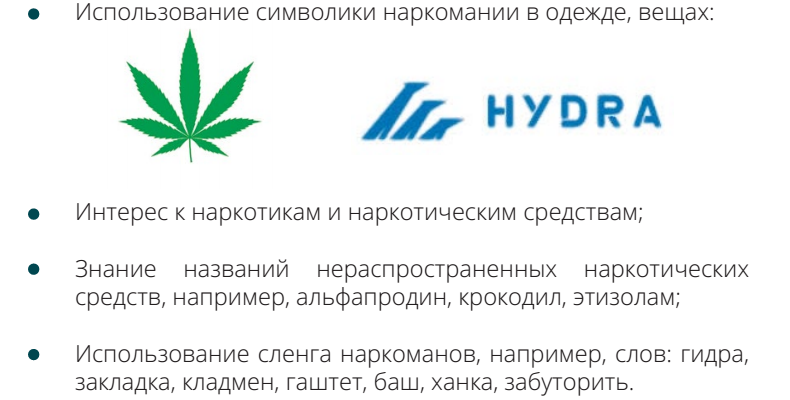 Использование символики наркомании в одежде, вещах:
HYDRA
Интерес к наркотикам и наркотическим средствам;
Знание названий нераспространенных наркотических
средств, например, альфапродин, крокодил, этизолам;
Использование сленга наркоманов, например, слов: гидра,
закладка, кладмен, гаштет, баш, ханка, забуторить.